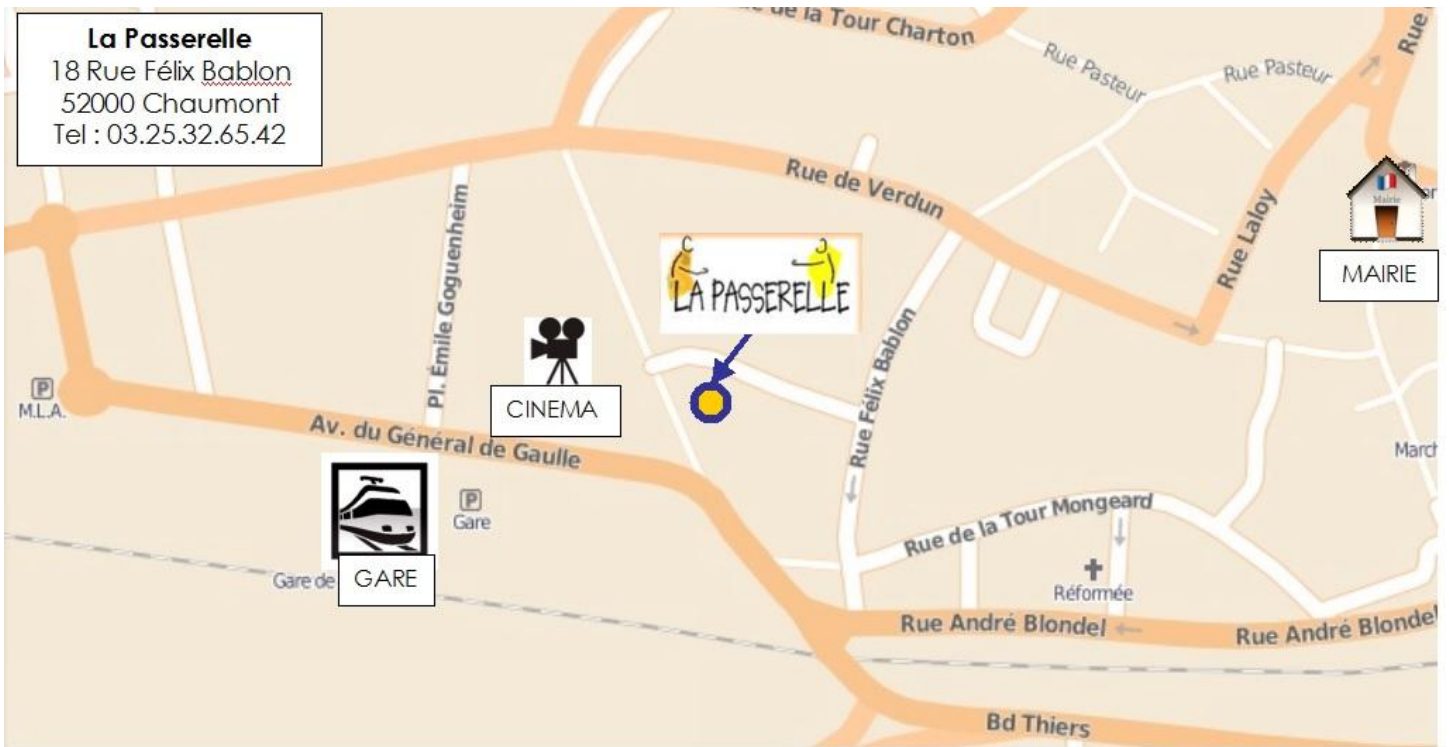 La Passerelle
18 Rue Félix Bablon
52000 Chaumont
Tel : 03.25.32.65.42
de la Tour Charton
Rue Pasteur
Rue Pasteur
Rue
Rue de Verdun
Rue Laloy
Mairie
MAIRIE
Pl. Émile Goguenheim
LA PASSERELLE
CINEMA
Rue Félix Bablon
P
M.L.A.
Av. du Général de Gaulle
March
P
Gare
Rue de la Tour Mongeard
Gare de
GARE
Réformée
Rue André Blondel
Rue André Blondel
Bd Thiers